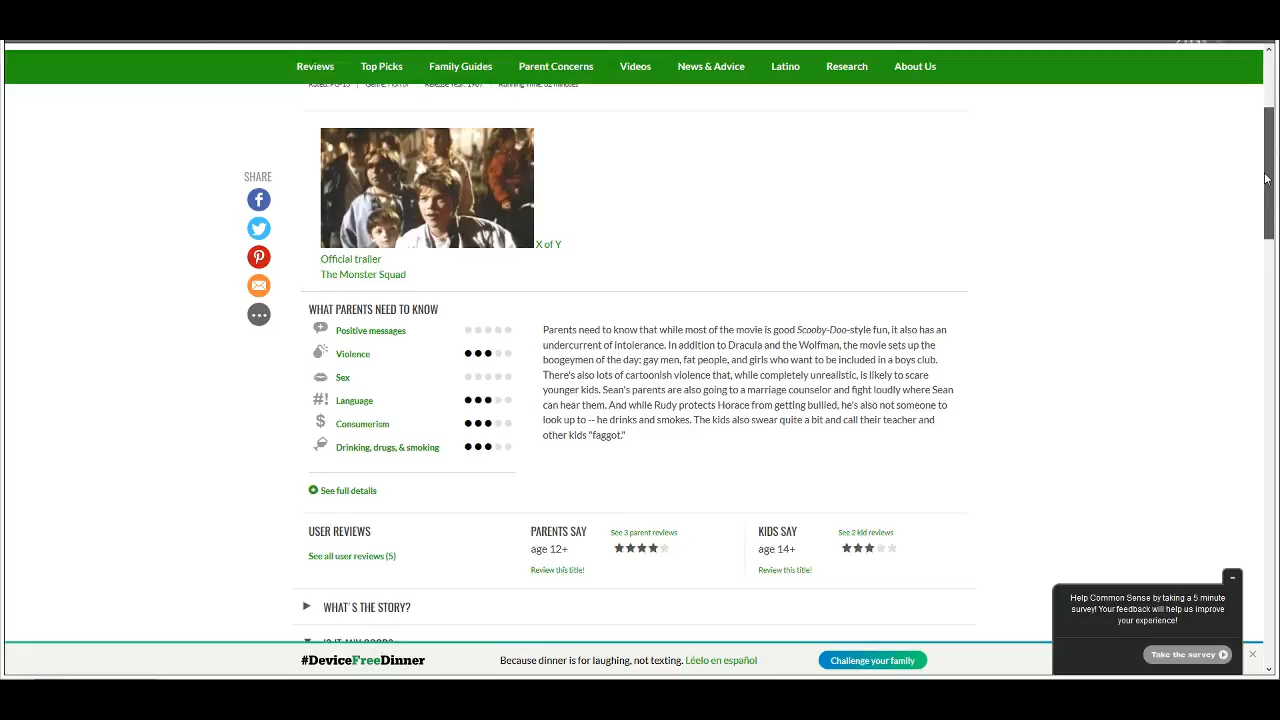 Reviews Top Picks Family Guides Parent Concerns Videos News & Advice Latino Research About Us
SHARE
X of Y
Official trailer
The Monster Squad
WHAT PARENTS NEED TO KNOW
Positive messages
Violence
Sex
#! Language
$ Consumerism
Drinking, drugs, & smoking
See full details
Parents need to know that while most of the movie is good Scooby-Doo-style fun, it also has an
undercurrent of intolerance. In addition to Dracula and the Wolfman, the movie sets up the
boogeymen of the day: gay men, fat people, and girls who want to be included in a boys club.
There's also lots of cartoonish violence that, while completely unrealistic, is likely to scare
younger kids. Sean's parents are also going to a marriage counselor and fight loudly where Sean
can hear them. And while Rudy protects Horace from getting bullied, he's also not someone to
look up to -- he drinks and smokes. The kids also swear quite a bit and call their teacher and
other kids "faggot."
USER REVIEWS
See all user reviews (5)
PARENTS SAY See 3 parent reviews
age 12+
Review this title!
KIDS SAY See 2 kid reviews
age 14+
Review this title!
WHAT'S THE STORY?
Help Common Sense by taking a 5 minute
survey! Your feedback will help us improve
your experience!
Take the survey
#DeviceFreeDinner Because dinner is for laughing, not texting. Léelo en español Challenge your family